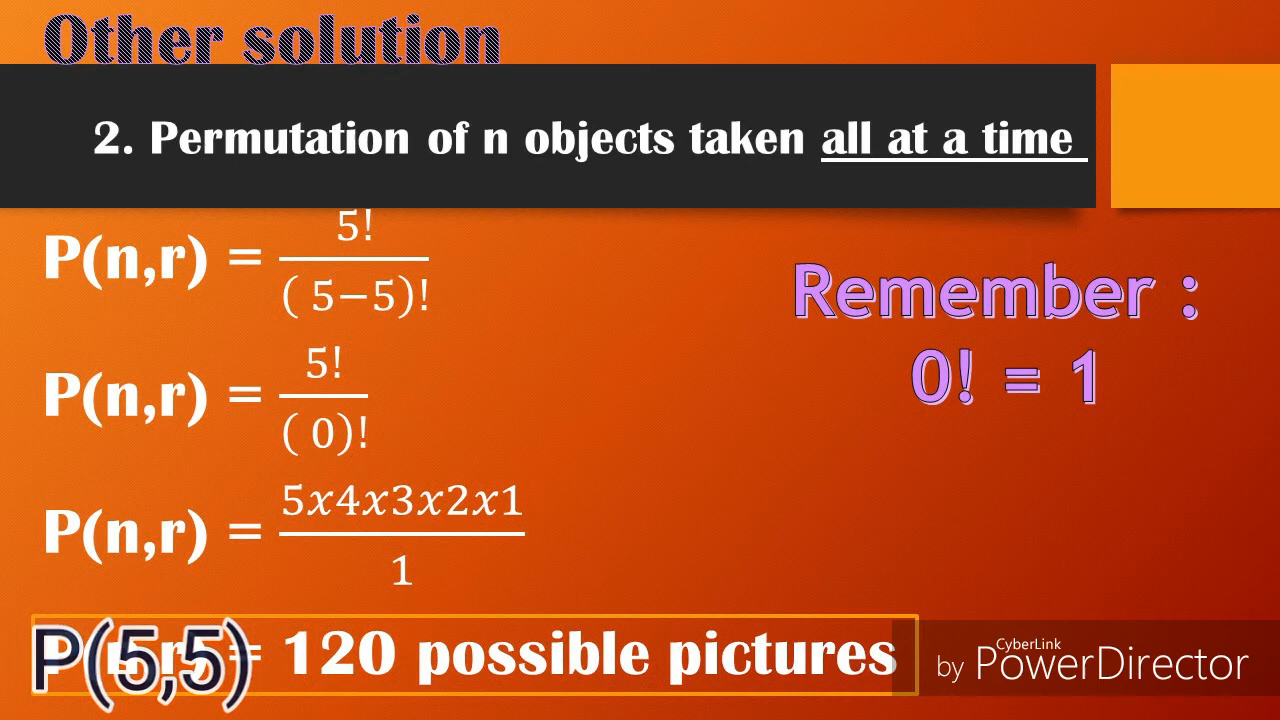 Other solution
2. Permutation of n objects taken all at a time
P(n,r) = 5! / ( 5−5)!
P(n,r) = 5! / ( 0)!
P(n,r) = 5x4x3x2x1 / 1
P(5,5) = 120 possible pictures
Remember :
0! = 1
by CyberLink PowerDirector